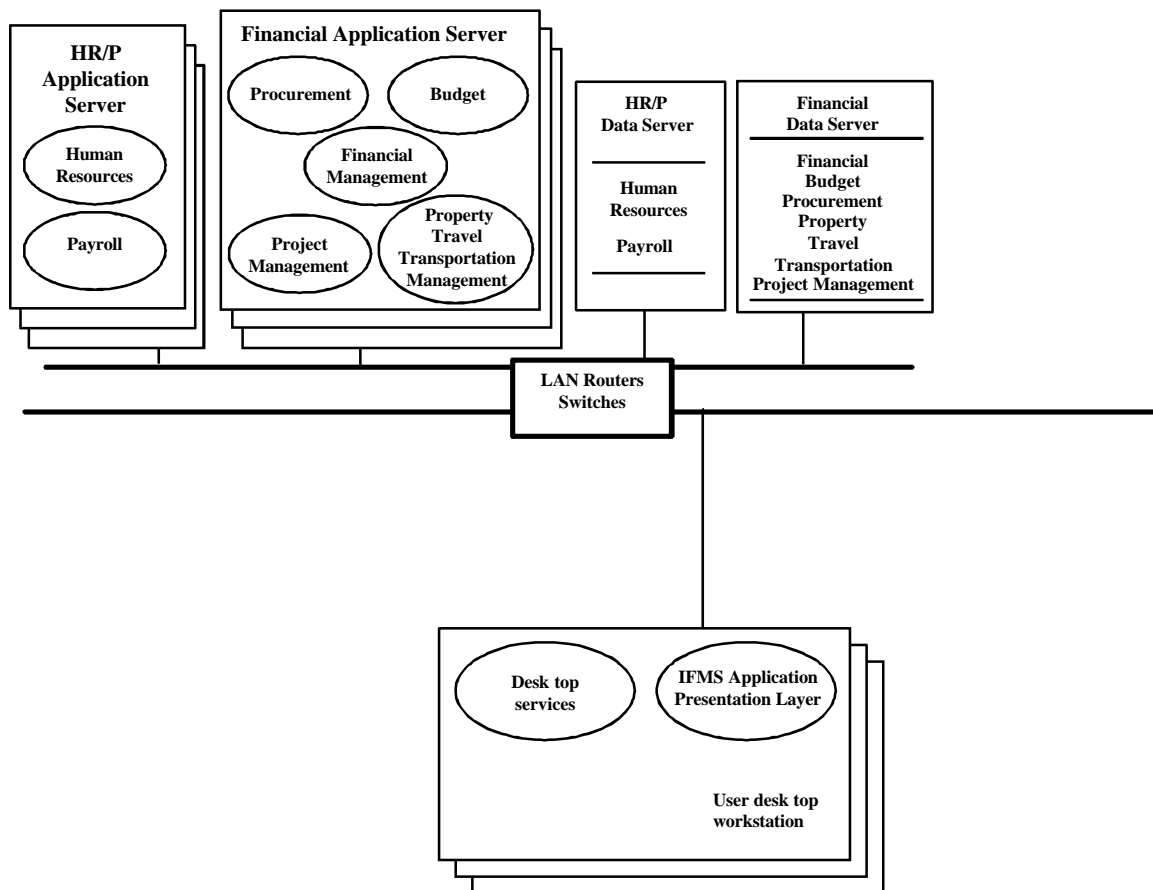 HR/P
Application
Server
Human
Resources
Payroll
Financial Application Server
Procurement
Budget
Financial
Management
Project
Management
Property
Travel
Transportation
Management
HR/P
Data Server
Human
Resources
Payroll
Financial
Data Server
Financial
Budget
Procurement
Property
Travel
Transportation
Project Management
LAN Routers
Switches
Desk top
services
IFMS Application
Presentation Layer
User desk top
workstation